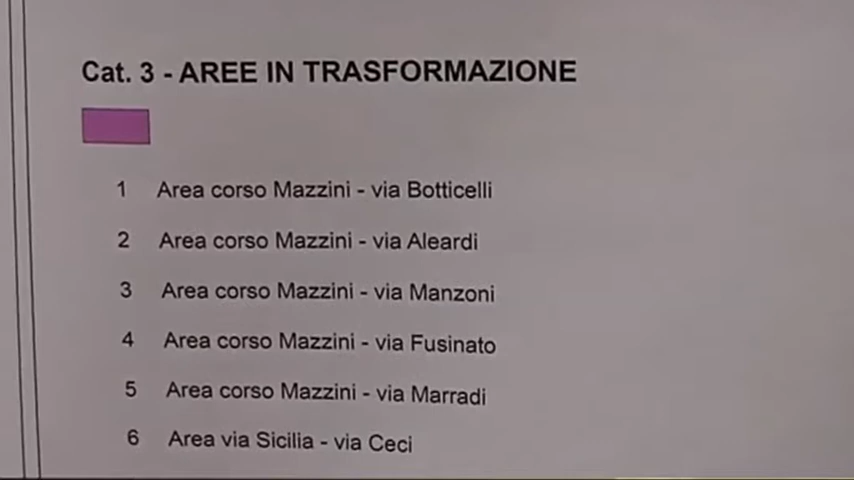 Cat. 3 - AREE IN TRASFORMAZIONE
1 Area corso Mazzini - via Botticelli
2 Area corso Mazzini - via Aleardi
3 Area corso Mazzini - via Manzoni
4 Area corso Mazzini - via Fusinato
5 Area corso Mazzini - via Marradi
6 Area via Sicilia - via Ceci